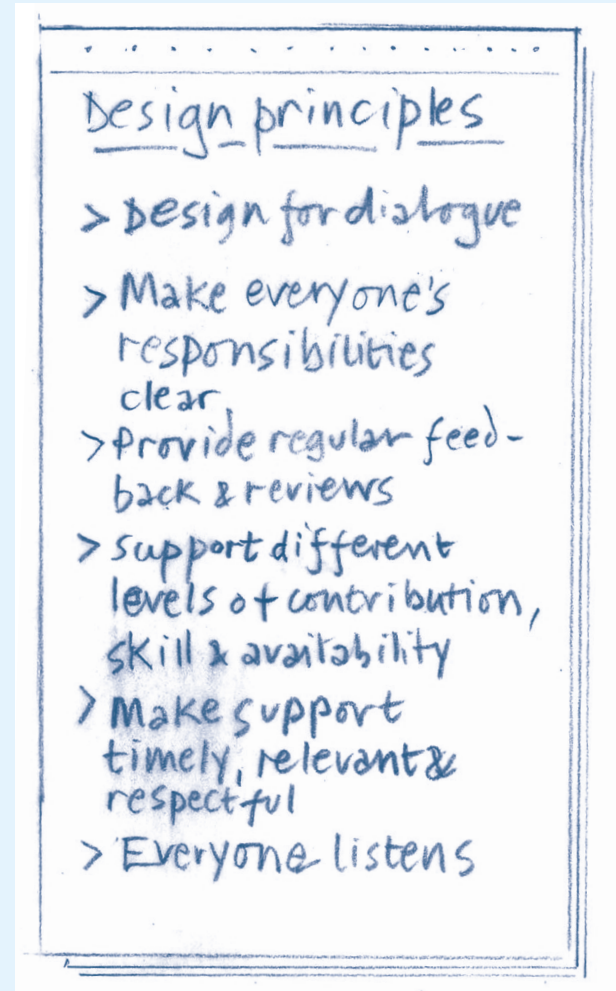 Design principles
> Design for dialogue
> Make everyone's
responsibilities
clear
> Provide regular feed-
back & reviews
> Support different
levels of contribution,
skill & availability
> Make support
timely, relevant &
respectful
> Everyone listens